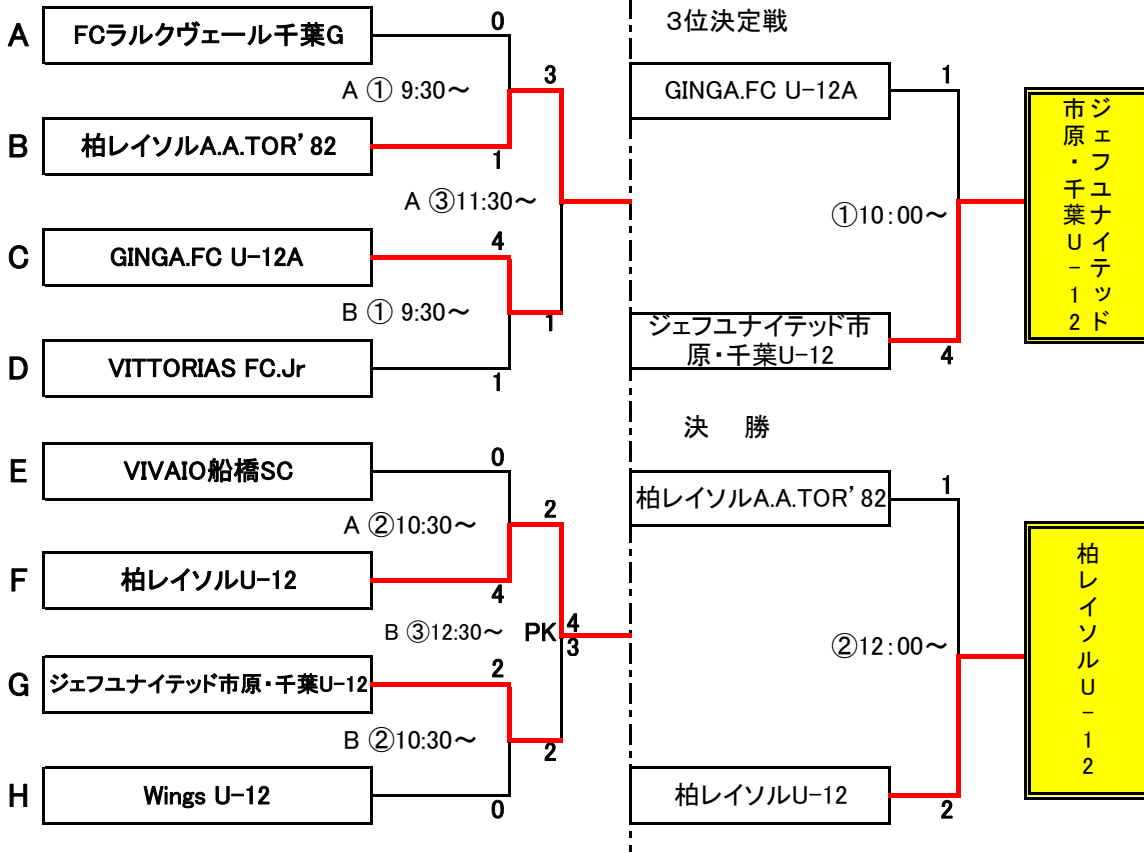 A
FCラルクヴェール千葉G
0
A ① 9:30～
3
B
柏レイソルA.A.TOR’82
1
A ③11:30～
C
GINGA.FC U-12A
4
B ① 9:30～
1
D
VITTORIAS FC.Jr
1
E
VIVAIO船橋SC
0
A ②10:30～
2
F
柏レイソルU-12
4
B ③12:30～
PK
4
3
G
ジェフユナイテッド市原・千葉U-12
2
B ②10:30～
2
H
Wings U-12
0
3位決定戦
GINGA.FC U-12A
1
①10:00～
ジェフユナイテッド市
原・千葉U-12
4
ジェフユナイテッド
市原・千葉U-12
決 勝
柏レイソルA.A.TOR’82
1
②12:00～
柏レイソルU-12
2
柏レイソルU-12